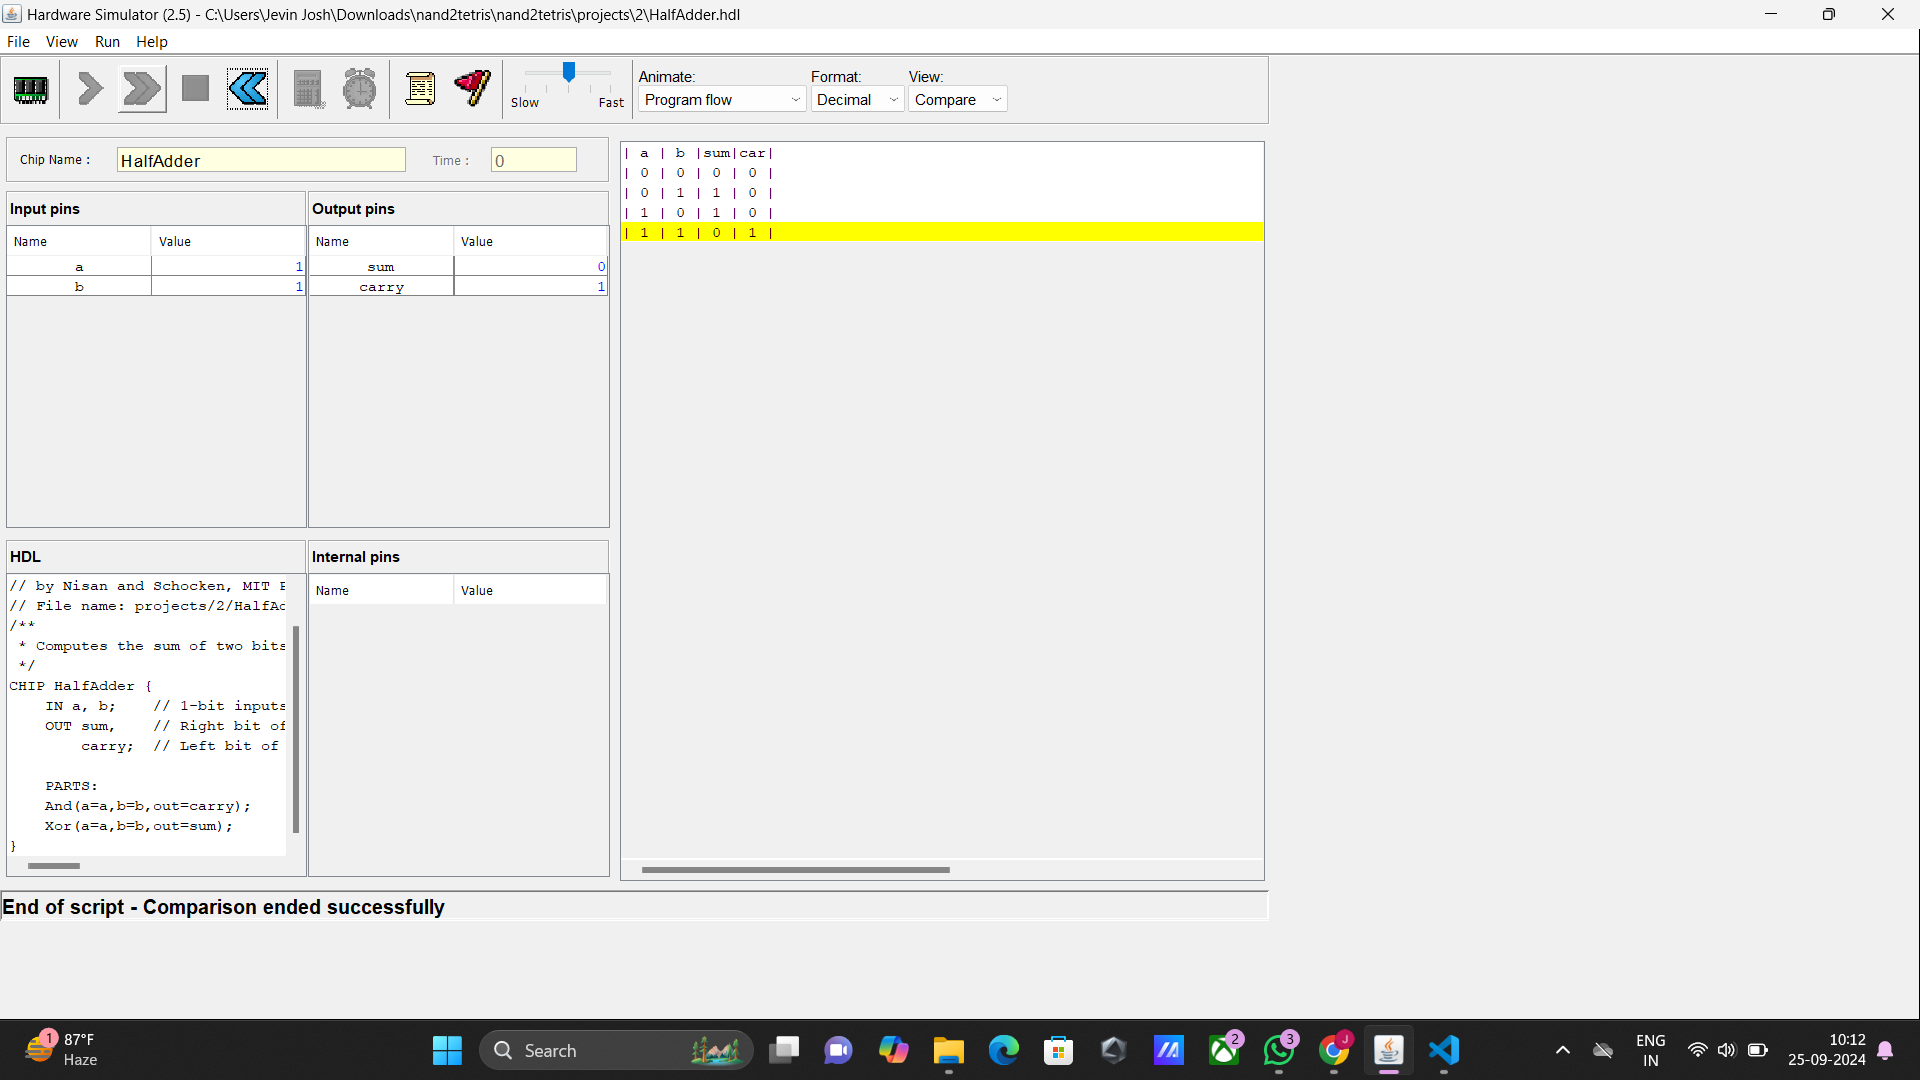 Hardware Simulator (2.5) - C:\Users\Jevin Josh\Downloads\nand2tetris\nand2tetris\projects\2\HalfAdder.hdl
File View Run Help
Slow Fast
Animate: Format: View:
Program flow Decimal Compare
Chip Name : HalfAdder Time : 0
Input pins
Name Value
a 1
b 1
Output pins
Name Value
sum 0
carry 1
| a | b |sum|car|
| 0 | 0 | 0 | 0 |
| 0 | 1 | 1 | 0 |
| 1 | 0 | 1 | 0 |
| 1 | 1 | 0 | 1 |
HDL
// by Nisan and Schocken, MIT
// File name: projects/2/HalfAd
/**
* Computes the sum of two bits
*/
CHIP HalfAdder {
IN a, b; // 1-bit inputs
OUT sum, // Right bit of
carry; // Left bit of
PARTS:
And(a=a,b=b,out=carry);
Xor(a=a,b=b,out=sum);
}
Internal pins
Name Value
End of script - Comparison ended successfully
1
87°F
Haze
Search
2
3
J
ENG
IN
10:12
25-09-2024